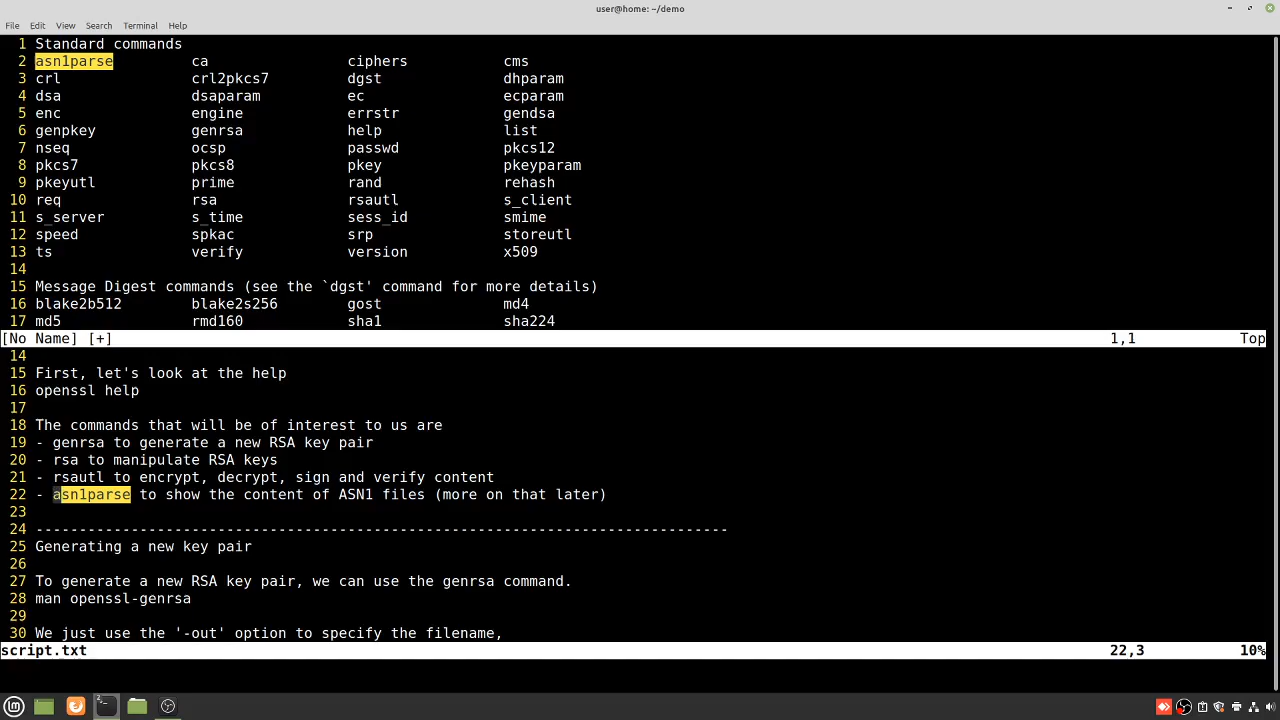 user@home: ~/demo
File Edit View Search Terminal Help
1 Standard commands
2 asn1parse ca ciphers cms
3 crl crl2pkcs7 dgst dhparam
4 dsa dsaparam ec ecparam
5 enc engine errstr gendsa
6 genpkey genrsa help list
7 nseq ocsp passwd pkcs12
8 pkcs7 pkcs8 pkey pkeyparam
9 pkeyutl prime rand rehash
10 req rsa rsautl s_client
11 s_server s_time sess_id smime
12 speed spkac srp storeutl
13 ts verify version x509
14
15 Message Digest commands (see the `dgst' command for more details)
16 blake2b512 blake2s256 gost md4
17 md5 rmd160 sha1 sha224
[No Name] [+] 1,1 Top
14
15 First, let's look at the help
16 openssl help
17
18 The commands that will be of interest to us are
19 - genrsa to generate a new RSA key pair
20 - rsa to manipulate RSA keys
21 - rsautl to encrypt, decrypt, sign and verify content
22 - asn1parse to show the content of ASN1 files (more on that later)
23
24 --------------------------------------------------------------------------------
25 Generating a new key pair
26
27 To generate a new RSA key pair, we can use the genrsa command.
28 man openssl-genrsa
29
30 We just use the '-out' option to specify the filename,
script.txt 22,3 10%